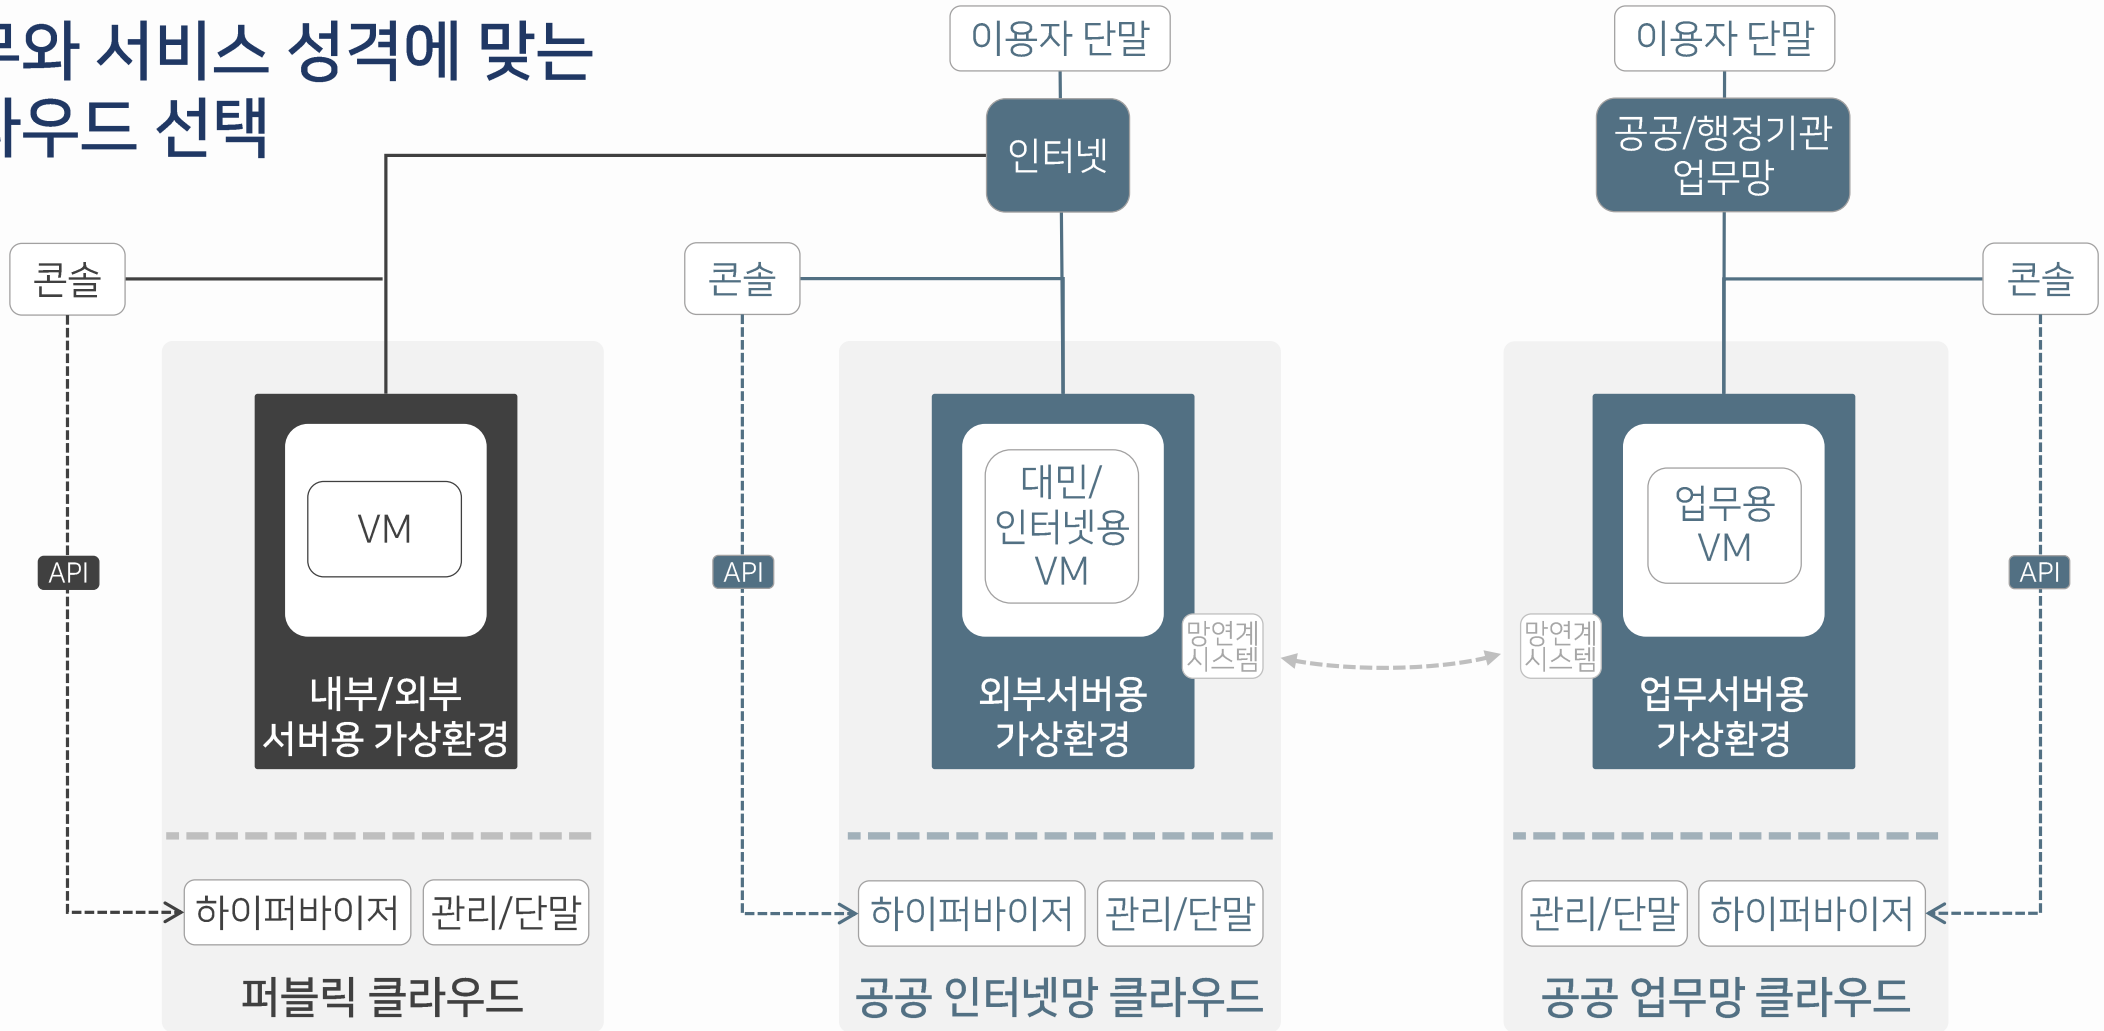 와 서비스 성격에 맞는
우드 선택
이용자 단말
인터넷
이용자 단말
공공/행정기관
업무망
콘솔
콘솔
콘솔
VM
API
내부/외부
서버용 가상환경
하이퍼바이저
관리/단말
퍼블릭 클라우드
대민/
인터넷용
VM
API
망연계
시스템
외부서버용
가상환경
하이퍼바이저
관리/단말
공공 인터넷망 클라우드
업무용
VM
API
망연계
시스템
업무서버용
가상환경
관리/단말
하이퍼바이저
공공 업무망 클라우드